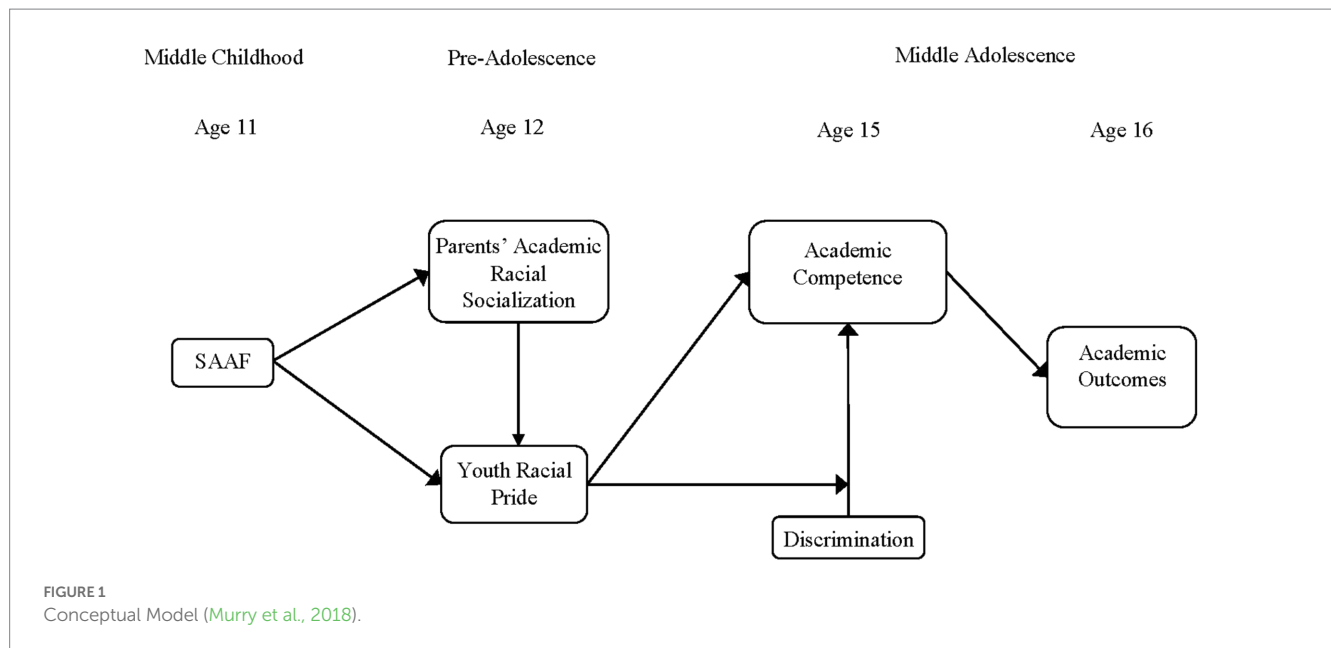 Middle Childhood
Pre-Adolescence
Middle Adolescence
Age 11
Age 12
Age 15
Age 16
Parents’ Academic
Racial
Socialization
Academic
Competence
SAAF
Academic
Outcomes
Youth Racial
Pride
Discrimination
FIGURE 1
Conceptual Model (Murry et al., 2018).